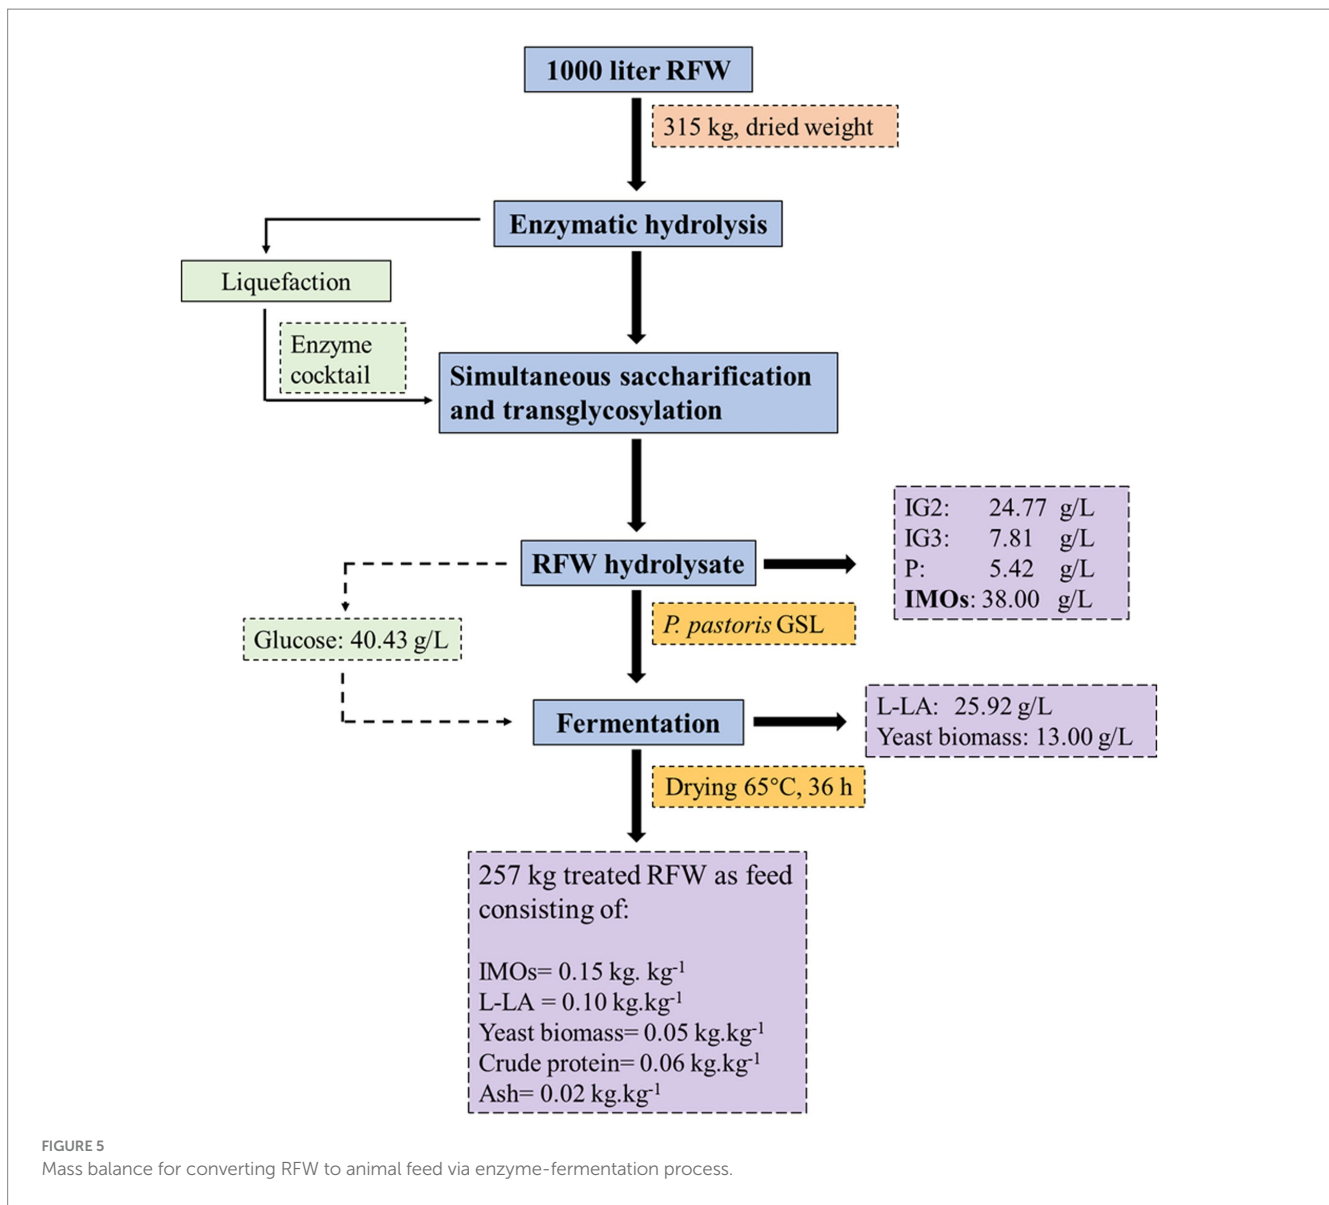 1000 liter RFW
315 kg, dried weight
Enzymatic hydrolysis
Liquefaction
Enzyme
cocktail
Simultaneous saccharification
and transglycosylation
RFW hydrolysate
IG2: 24.77 g/L
IG3: 7.81 g/L
P: 5.42 g/L
IMOs: 38.00 g/L
P. pastoris GSL
Glucose: 40.43 g/L
Fermentation
L-LA: 25.92 g/L
Yeast biomass: 13.00 g/L
Drying 65°C, 36 h
257 kg treated RFW as feed
consisting of:
IMOs= 0.15 kg. kg⁻¹
L-LA = 0.10 kg.kg⁻¹
Yeast biomass= 0.05 kg.kg⁻¹
Crude protein= 0.06 kg.kg⁻¹
Ash= 0.02 kg.kg⁻¹
FIGURE 5
Mass balance for converting RFW to animal feed via enzyme-fermentation process.